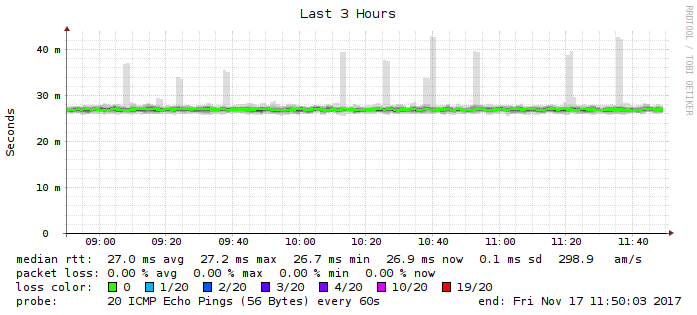 Last 3 Hours
RRDTOOL / TOBI OETIKER
Seconds
40 m
30 m
20 m
10 m
0
09:00 09:20 09:40 10:00 10:20 10:40 11:00 11:20 11:40
median rtt: 27.0 ms avg 27.2 ms max 26.7 ms min 26.9 ms now 0.1 ms sd 298.9 am/s
packet loss: 0.00 % avg 0.00 % max 0.00 % min 0.00 % now
loss color: 0 1/20 2/20 3/20 4/20 10/20 19/20
probe: 20 ICMP Echo Pings (56 Bytes) every 60s end: Fri Nov 17 11:50:03 2017